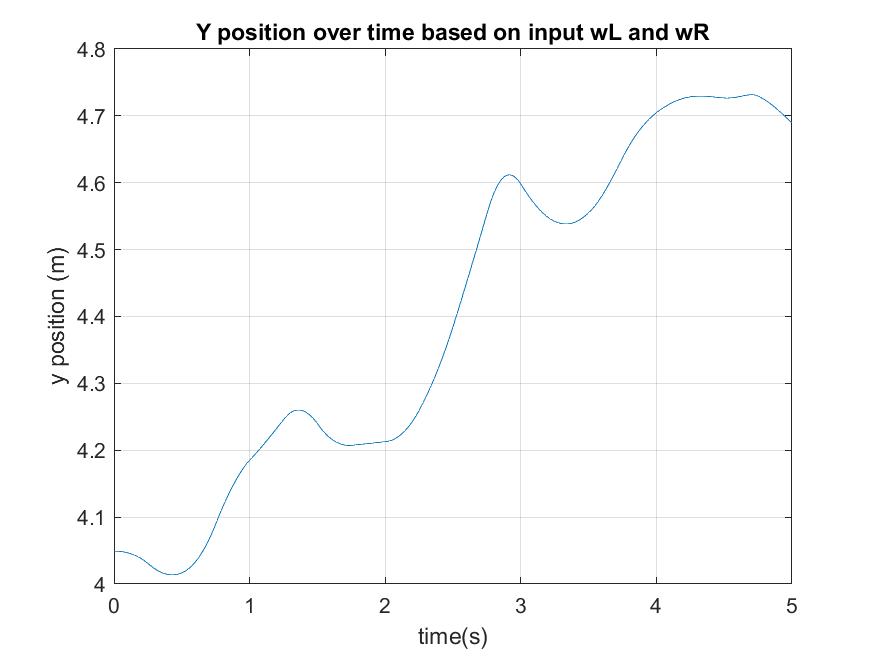 Y position over time based on input wL and wR
4.8
4.7
4.6
4.5
4.4
4.3
4.2
4.1
4
y position (m)
0 1 2 3 4 5
time(s)